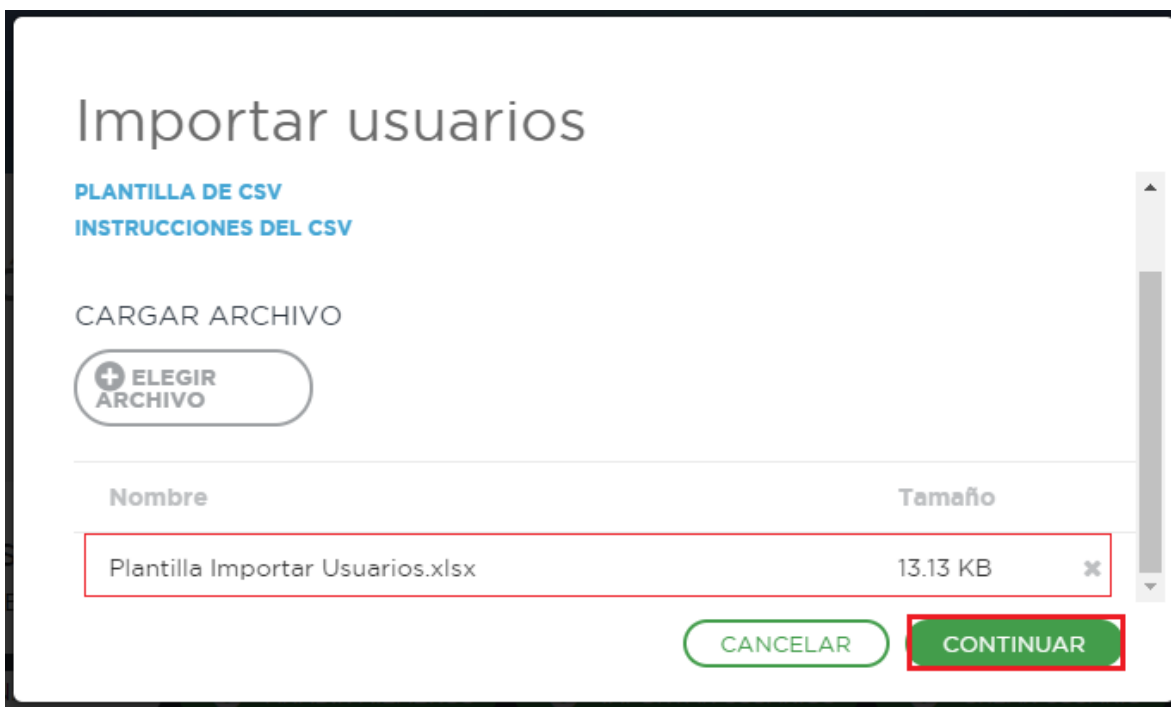 Importar usuarios
PLANTILLA DE CSV
INSTRUCCIONES DEL CSV
CARGAR ARCHIVO
ELEGIR
ARCHIVO
Nombre Tamaño
Plantilla Importar Usuarios.xlsx 13.13 KB
CANCELAR CONTINUAR